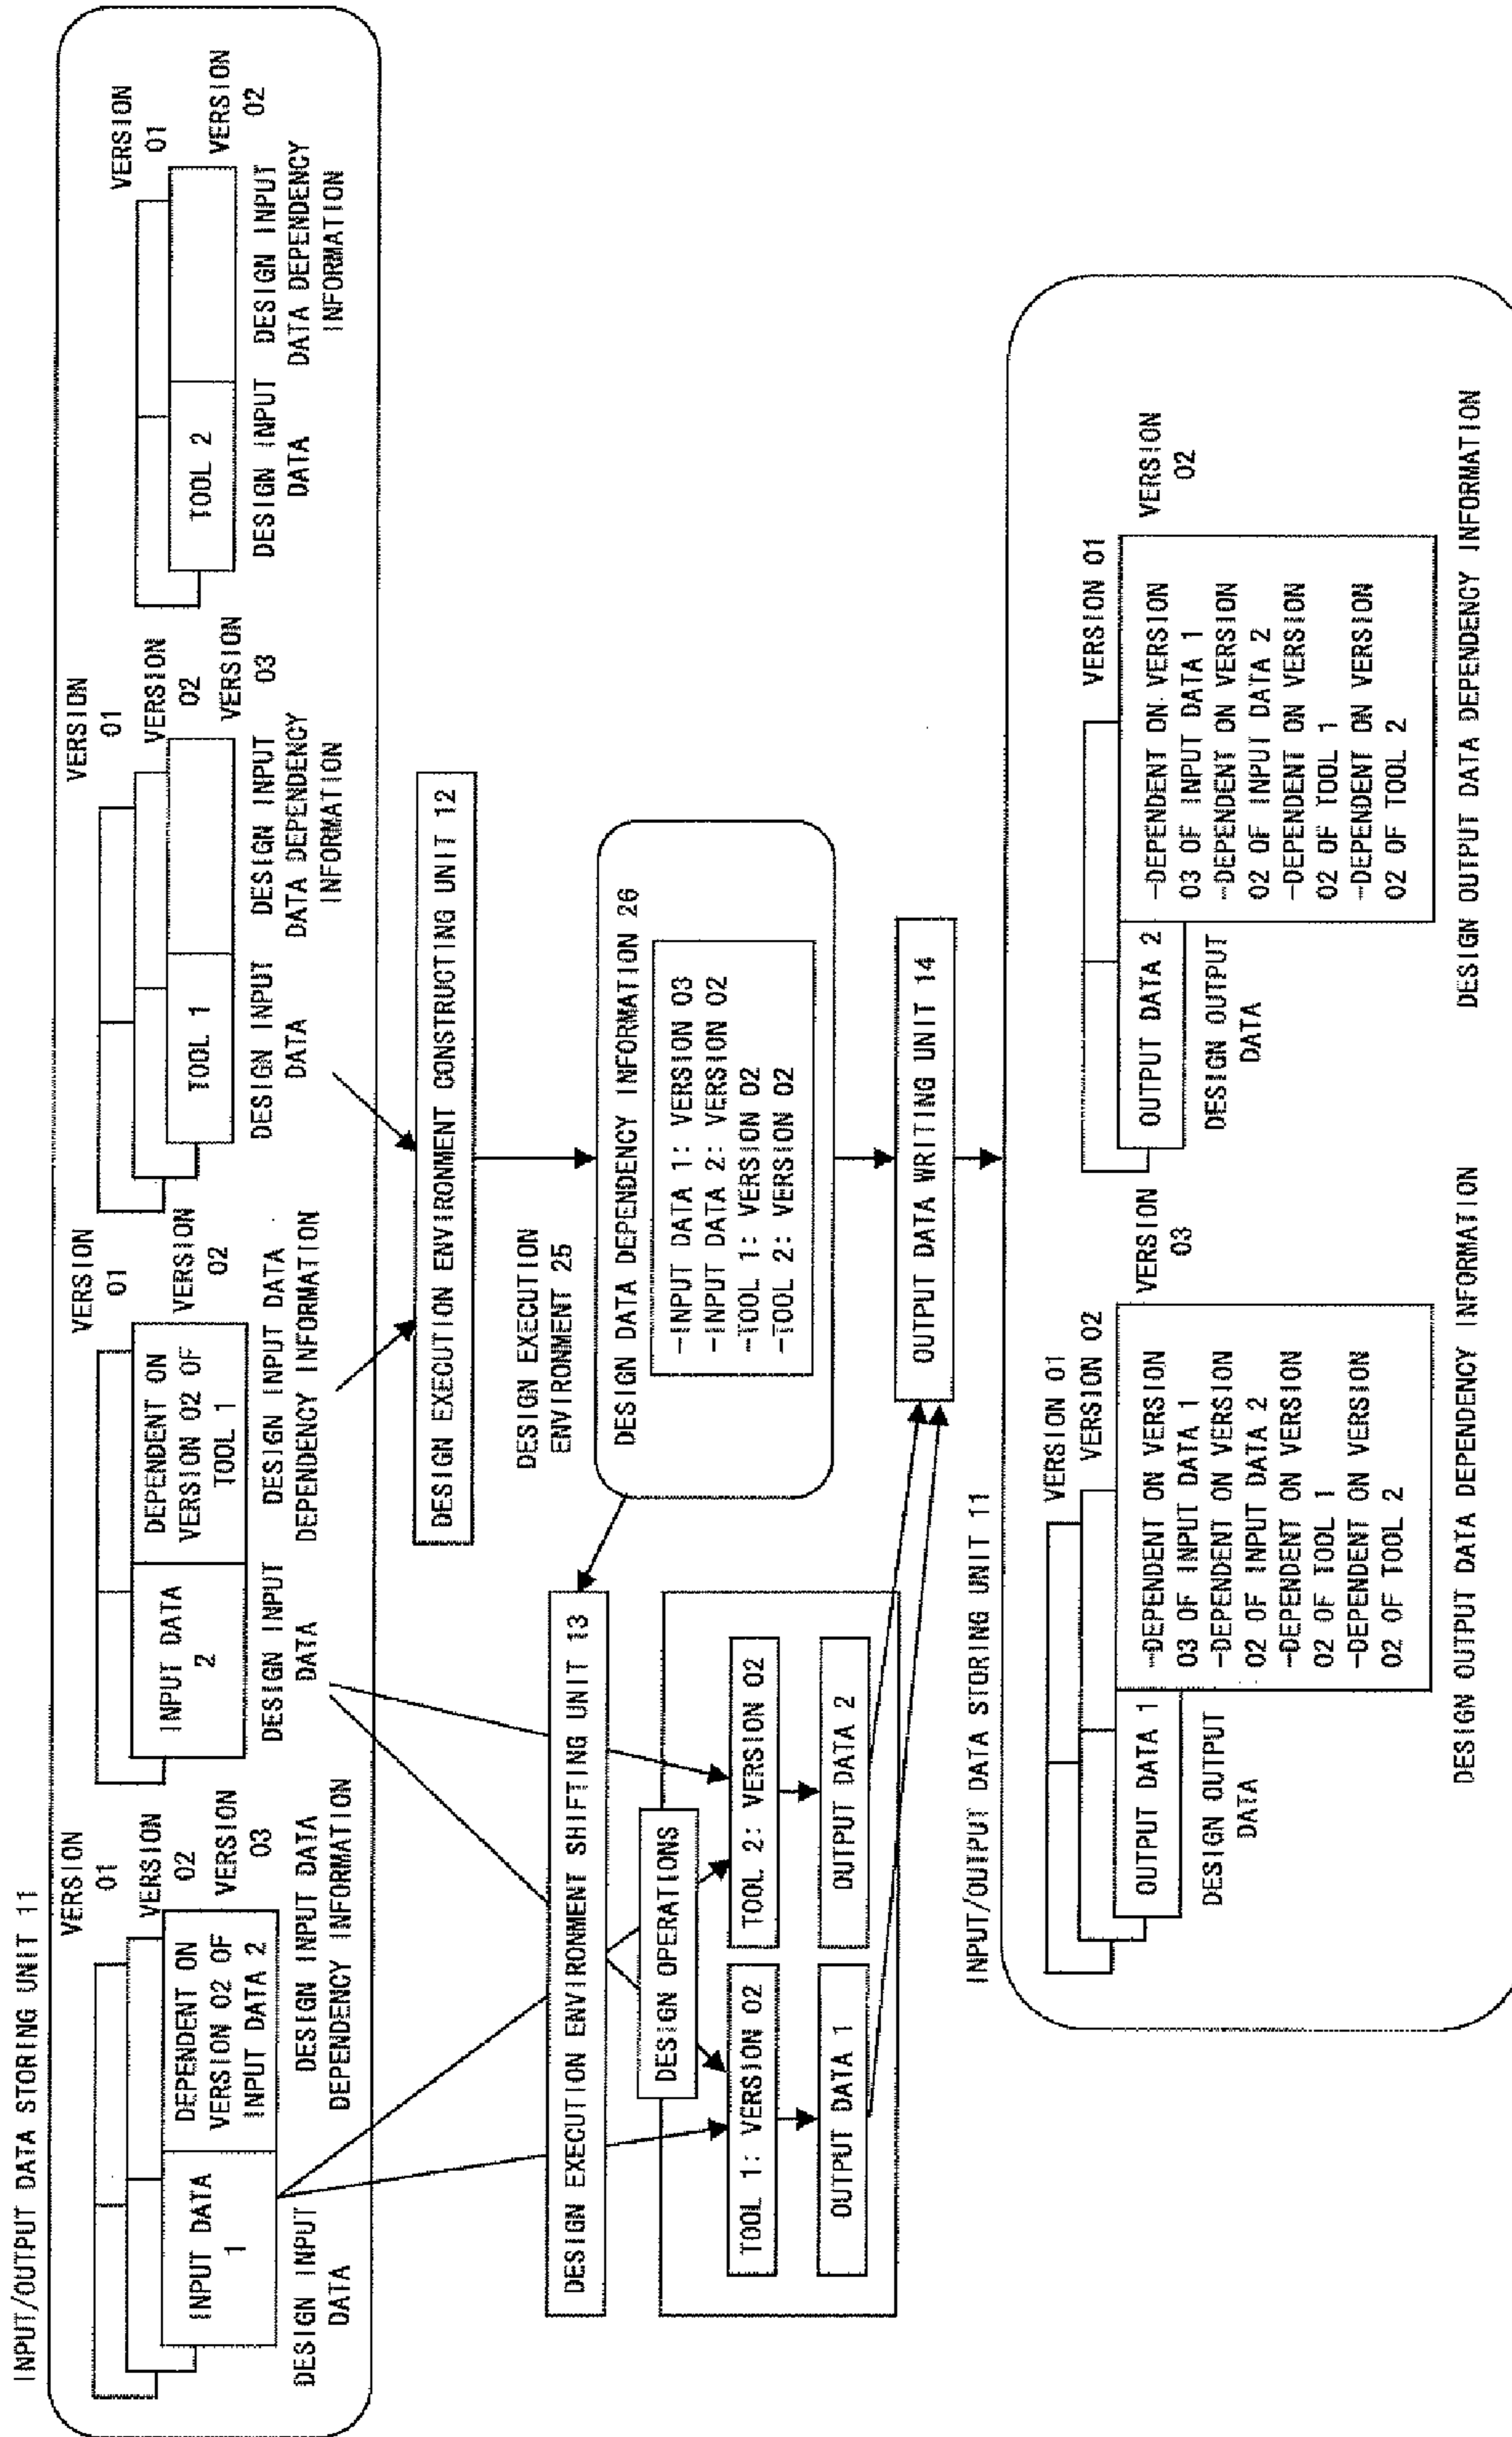 INPUT/OUTPUT DATA STORING UNIT 11
VERSION
01
VERSION
02
VERSION
03
INPUT DATA
1
DEPENDENT ON
VERSION 02 OF
INPUT DATA 2
DESIGN INPUT
DATA
DESIGN INPUT DATA
DEPENDENCY INFORMATION
VERSION
01
VERSION
02
INPUT DATA
2
DEPENDENT ON
VERSION 02 OF
TOOL 1
DESIGN INPUT
DATA
DESIGN INPUT DATA
DEPENDENCY INFORMATION
VERSION
01
VERSION
02
VERSION
03
TOOL 1
DESIGN INPUT
DATA
DESIGN INPUT
DATA DEPENDENCY
INFORMATION
VERSION
01
VERSION
02
TOOL 2
DESIGN INPUT
DATA
DESIGN INPUT
DATA DEPENDENCY
INFORMATION
DESIGN EXECUTION ENVIRONMENT CONSTRUCTING UNIT 12
DESIGN EXECUTION
ENVIRONMENT 25
DESIGN DATA DEPENDENCY INFORMATION 26
-INPUT DATA 1: VERSION 03
-INPUT DATA 2: VERSION 02
-TOOL 1: VERSION 02
-TOOL 2: VERSION 02
DESIGN EXECUTION ENVIRONMENT SHIFTING UNIT 13
DESIGN OPERATIONS
TOOL 1: VERSION 02
TOOL 2: VERSION 02
OUTPUT DATA 1
OUTPUT DATA 2
OUTPUT DATA WRITING UNIT 14
INPUT/OUTPUT DATA STORING UNIT 11
VERSION 01
VERSION 02
VERSION
03
OUTPUT DATA 1
-DEPENDENT ON VERSION
03 OF INPUT DATA 1
-DEPENDENT ON VERSION
02 OF INPUT DATA 2
-DEPENDENT ON VERSION
02 OF TOOL 1
-DEPENDENT ON VERSION
02 OF TOOL 2
DESIGN OUTPUT
DATA
DESIGN OUTPUT DATA DEPENDENCY INFORMATION
VERSION 01
VERSION
02
OUTPUT DATA 2
-DEPENDENT ON VERSION
03 OF INPUT DATA 1
-DEPENDENT ON VERSION
02 OF INPUT DATA 2
-DEPENDENT ON VERSION
02 OF TOOL 1
-DEPENDENT ON VERSION
02 OF TOOL 2
DESIGN OUTPUT
DATA
DESIGN OUTPUT DATA DEPENDENCY INFORMATION